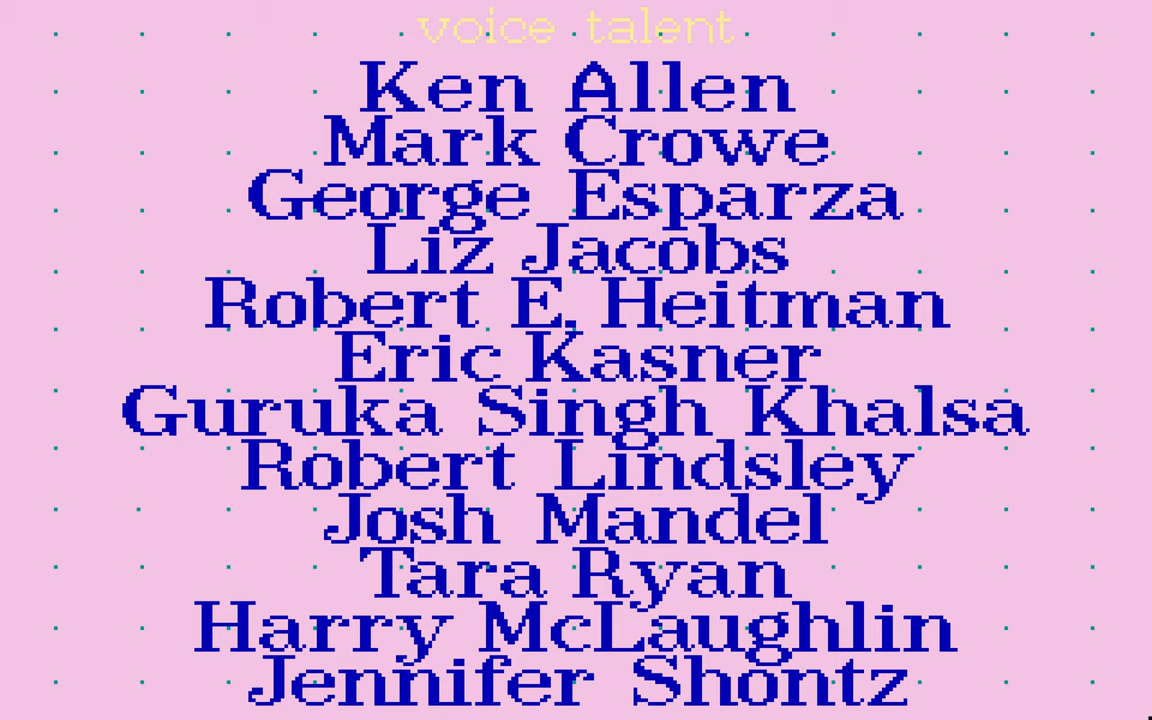 voice talent
Ken Allen
Mark Crowe
George Esparza
Liz Jacobs
Robert E. Heitman
Eric Kasner
Guruka Singh Khalsa
Robert Lindsley
Josh Mandel
Tara Ryan
Harry McLaughlin
Jennifer Shontz